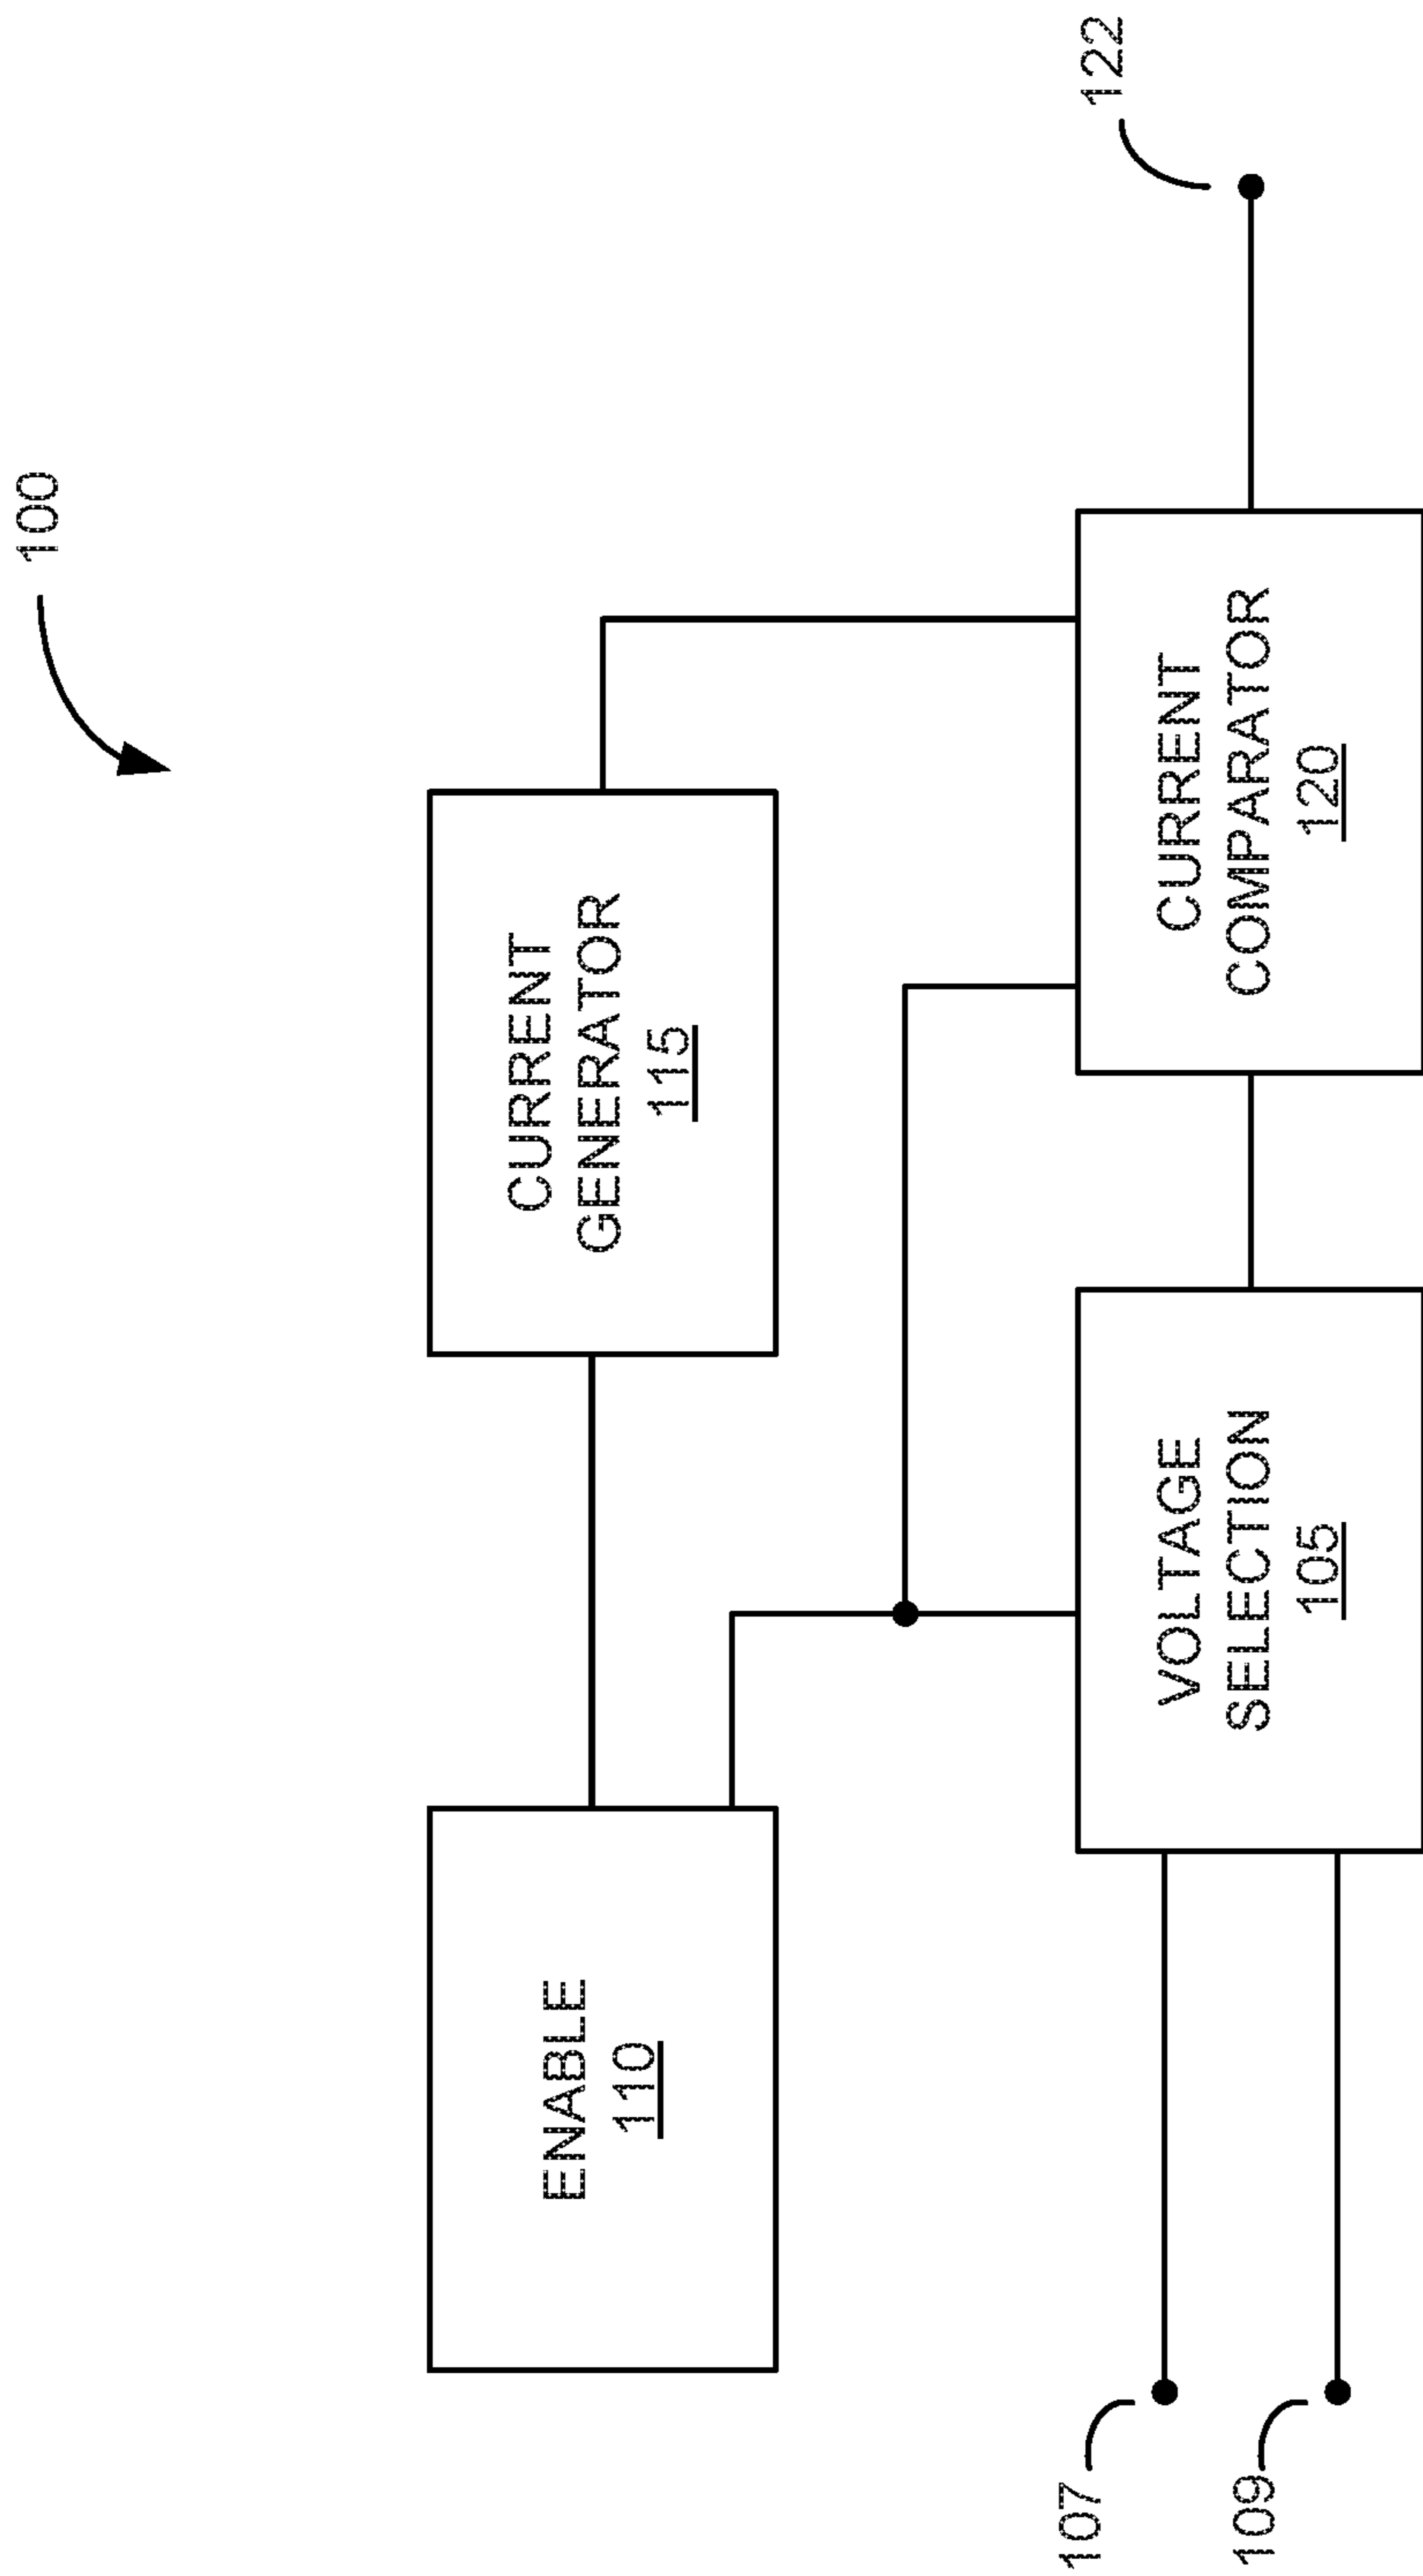 100
ENABLE
110
CURRENT
GENERATOR
115
107
109
VOLTAGE
SELECTION
105
CURRENT
COMPARATOR
120
122